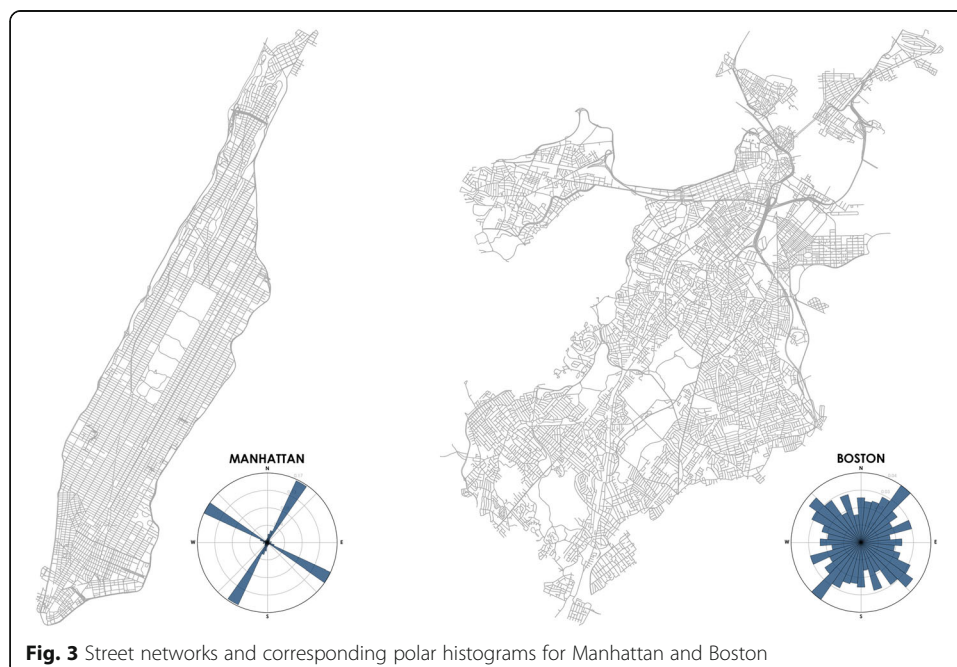 MANHATTAN
N
W
E
S
BOSTON
N
W
E
S
Fig. 3 Street networks and corresponding polar histograms for Manhattan and Boston